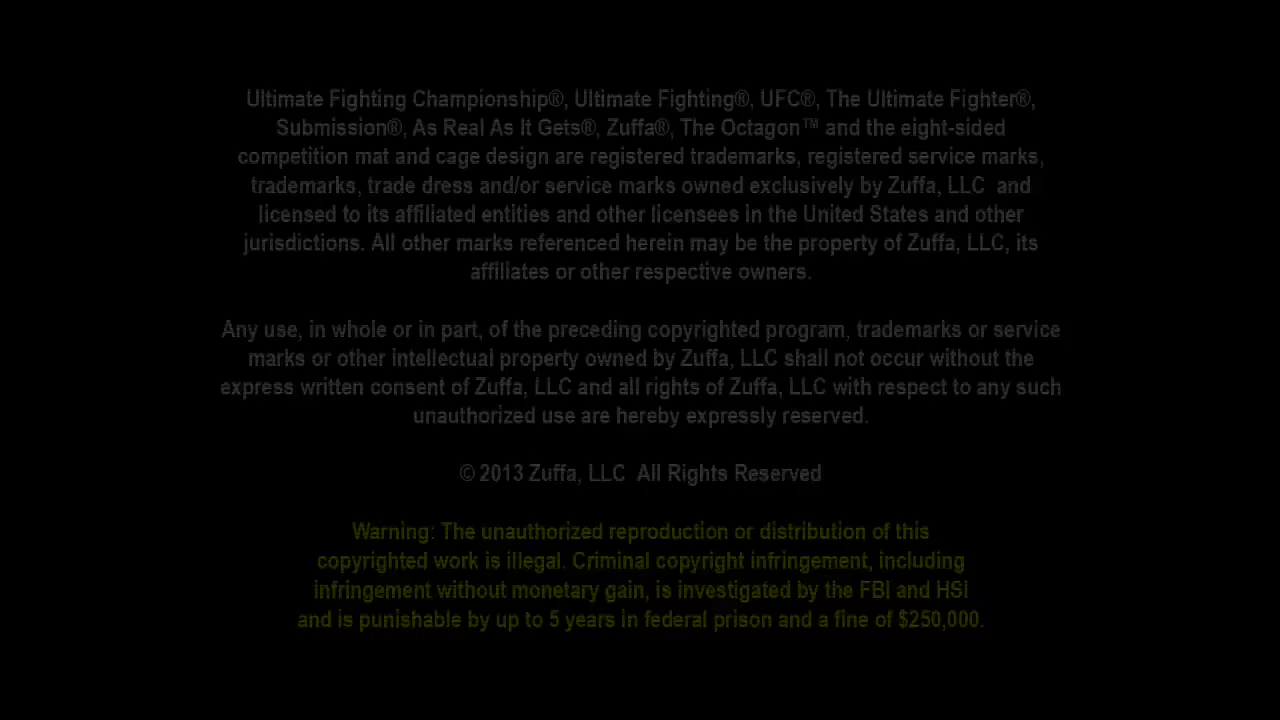 Ultimate Fighting Championship®, Ultimate Fighting®, UFC®, The Ultimate Fighter®,
Submission®, As Real As It Gets®, Zuffa®, The Octagon™ and the eight-sided
competition mat and cage design are registered trademarks, registered service marks,
trademarks, trade dress and/or service marks owned exclusively by Zuffa, LLC and
licensed to its affiliated entities and other licensees in the United States and other
jurisdictions. All other marks referenced herein may be the property of Zuffa, LLC, its
affiliates or other respective owners.
Any use, in whole or in part, of the preceding copyrighted program, trademarks or service
marks or other intellectual property owned by Zuffa, LLC shall not occur without the
express written consent of Zuffa, LLC and all rights of Zuffa, LLC with respect to any such
unauthorized use are hereby expressly reserved.
© 2013 Zuffa, LLC All Rights Reserved
Warning: The unauthorized reproduction or distribution of this
copyrighted work is illegal. Criminal copyright infringement, including
infringement without monetary gain, is investigated by the FBI and HSI
and is punishable by up to 5 years in federal prison and a fine of $250,000.